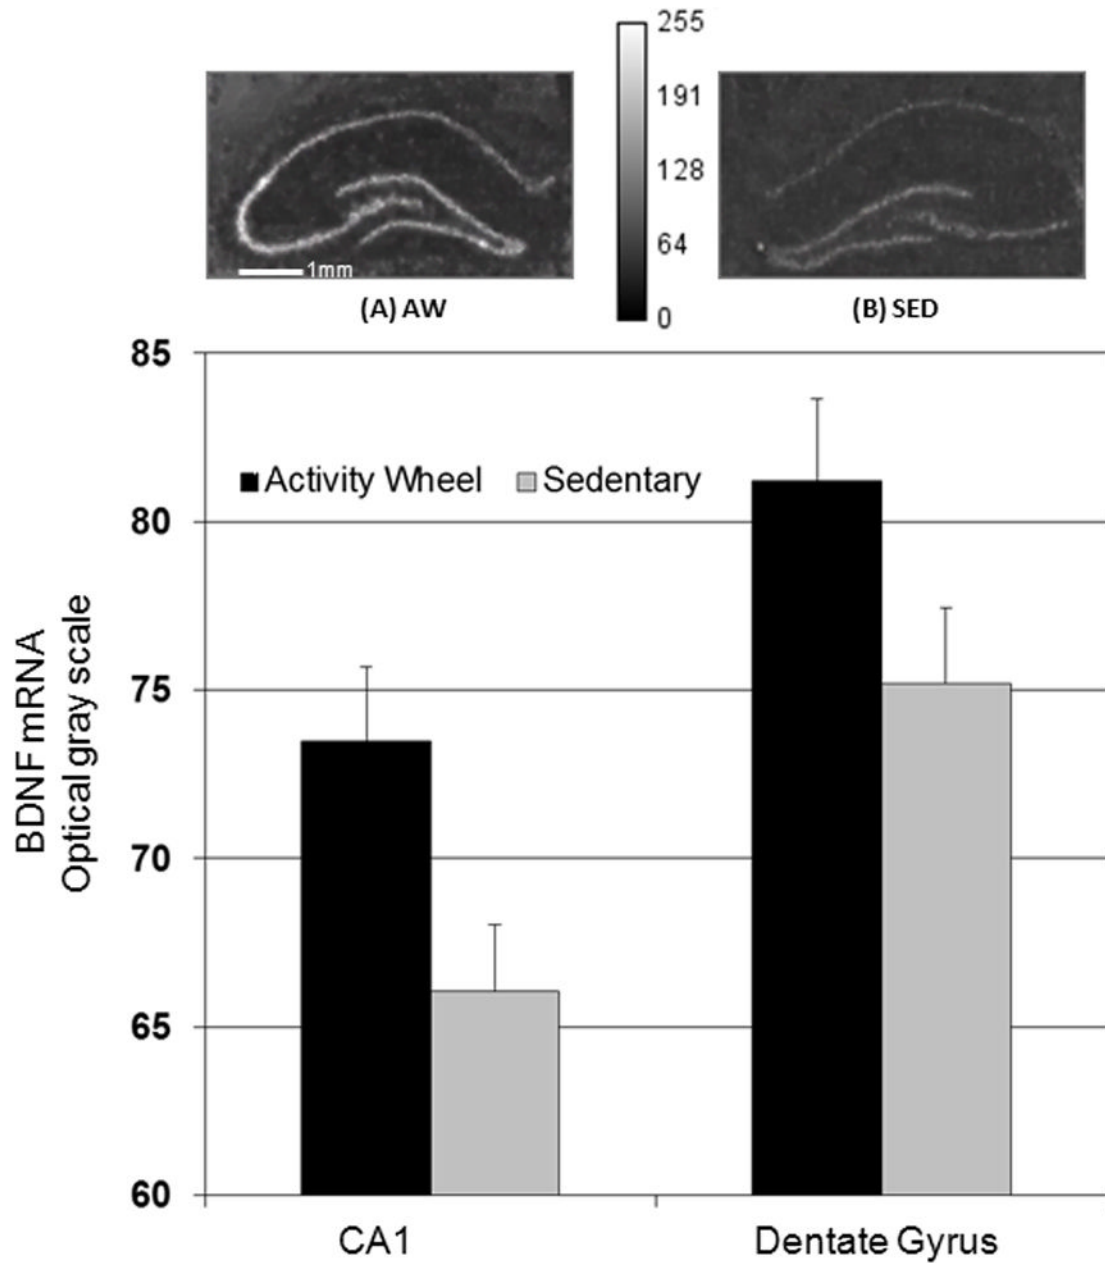 255
191
128
64
0
1mm
(A) AW
(B) SED
85
80
75
70
65
60
BDNF mRNA
Optical gray scale
Activity Wheel
Sedentary
CA1
Dentate Gyrus